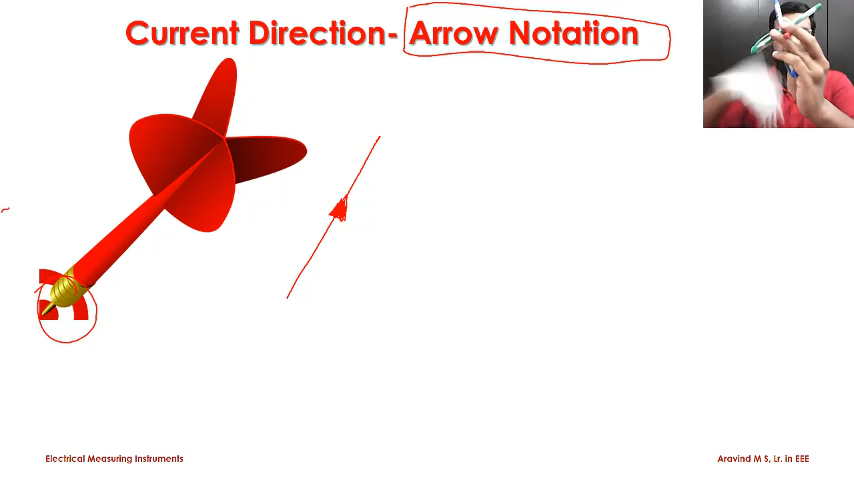 Current Direction- Arrow Notation
Electrical Measuring Instruments
Aravind M S, Lr. in EEE